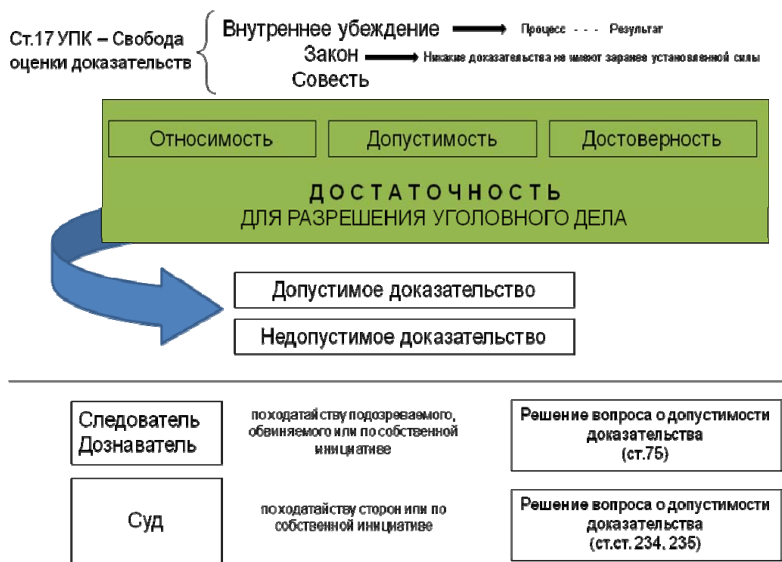 Ст.17 УПК – Свобода
оценки доказательств
Внутреннее убеждение
Процесс - - - Результат
Закон
Никакие доказательства не имеют заранее установленной силы
Совесть
Относимость
Допустимость
Достоверность
ДОСТАТОЧНОСТЬ
ДЛЯ РАЗРЕШЕНИЯ УГОЛОВНОГО ДЕЛА
Допустимое доказательство
Недопустимое доказательство
Следователь
Дознаватель
по ходатайству подозреваемого,
обвиняемого или по собственной
инициативе
Решение вопроса о допустимости
доказательства
(ст.75)
Суд
по ходатайству сторон или по
собственной инициативе
Решение вопроса о допустимости
доказательства
(ст.ст. 234, 235)